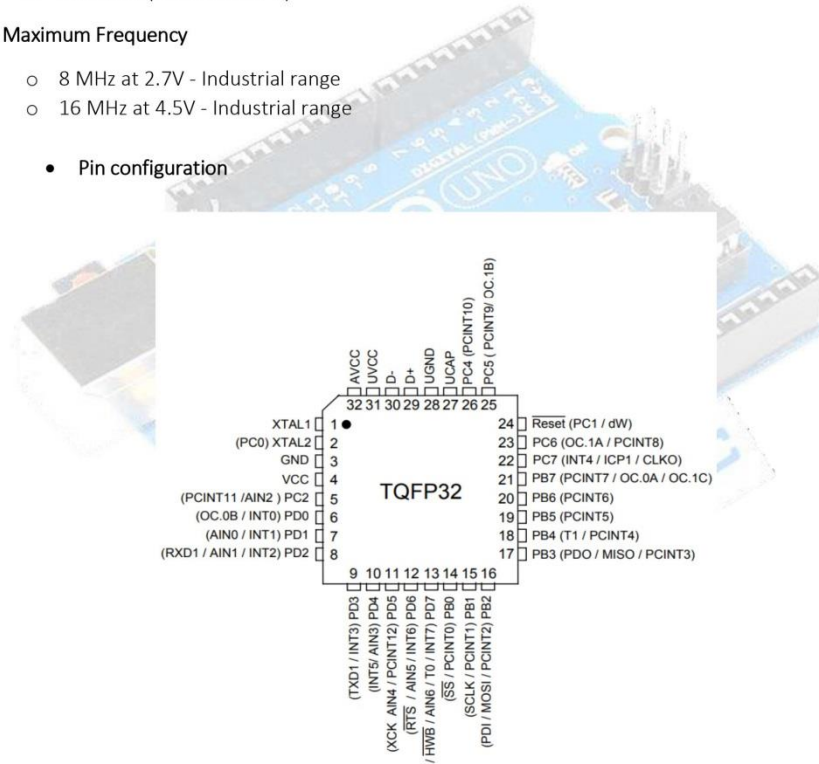 Maximum Frequency
o 8 MHz at 2.7V - Industrial range
o 16 MHz at 4.5V - Industrial range
• Pin configuration
AVCC
UVCC
D-
D+
UGND
UCAP
PC4 (PCINT10)
PC5 ( PCINT9/ OC.1B)
32 31 30 29 28 27 26 25
XTAL1 1
(PC0) XTAL2 2
GND 3
VCC 4
(PCINT11 /AIN2 ) PC2 5
(OC.0B / INT0) PD0 6
(AIN0 / INT1) PD1 7
(RXD1 / AIN1 / INT2) PD2 8
TQFP32
24 Reset (PC1 / dW)
23 PC6 (OC.1A / PCINT8)
22 PC7 (INT4 / ICP1 / CLKO)
21 PB7 (PCINT7 / OC.0A / OC.1C)
20 PB6 (PCINT6)
19 PB5 (PCINT5)
18 PB4 (T1 / PCINT4)
17 PB3 (PDO / MISO / PCINT3)
9 10 11 12 13 14 15 16
(TXD1 / INT3) PD3
(INT5/ AIN3) PD4
(XCK AIN4 / PCINT12) PD5
(RTS / AIN5 / INT6) PD6
/ HWB / AIN6 / T0 / INT7) PD7
(SS / PCINT0) PB0
(SCLK / PCINT1) PB1
(PDI / MOSI / PCINT2) PB2
DIGITAL (PWM~)
UNO
ON